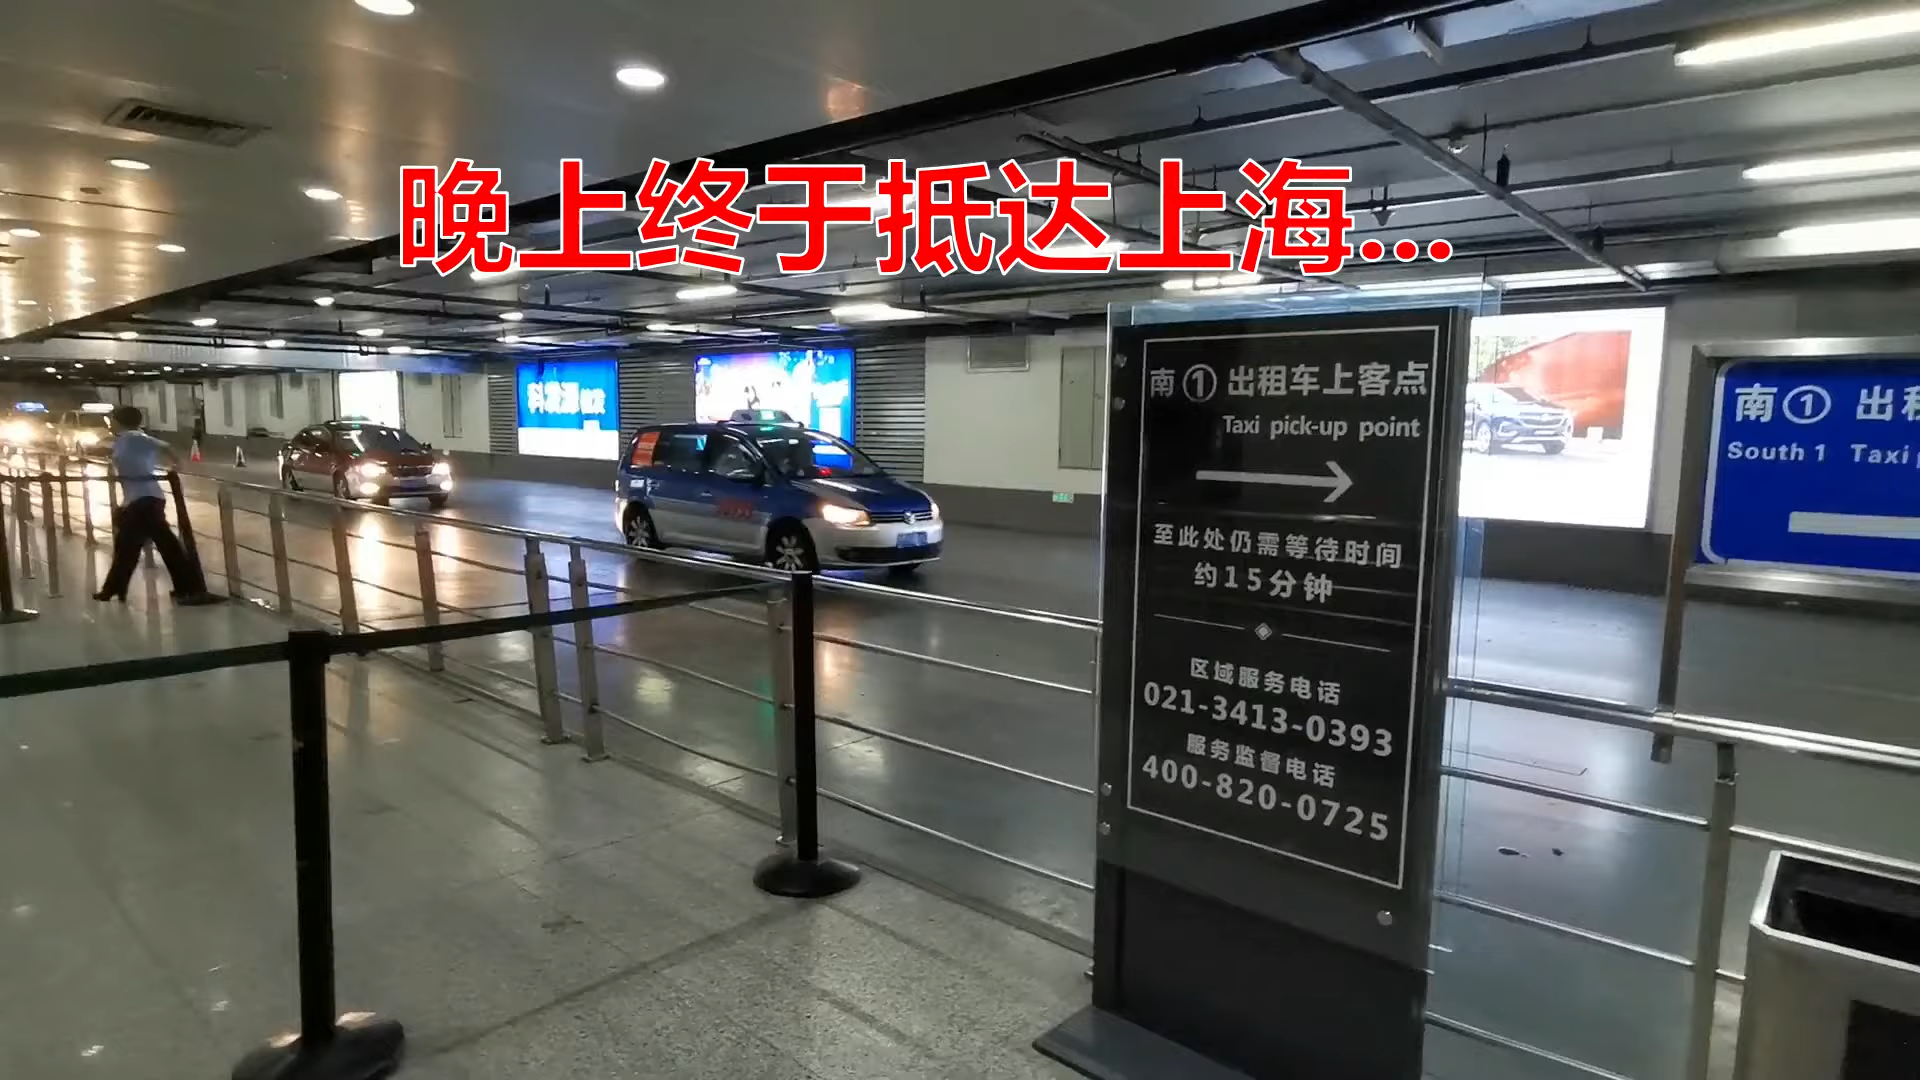 晚上终于抵达上海...
南① 出租车上客点
Taxi pick-up point
至此处仍需等待时间
约15分钟
区域服务电话
021-3413-0393
服务监督电话
400-820-0725
南① 出租
South 1 Taxi